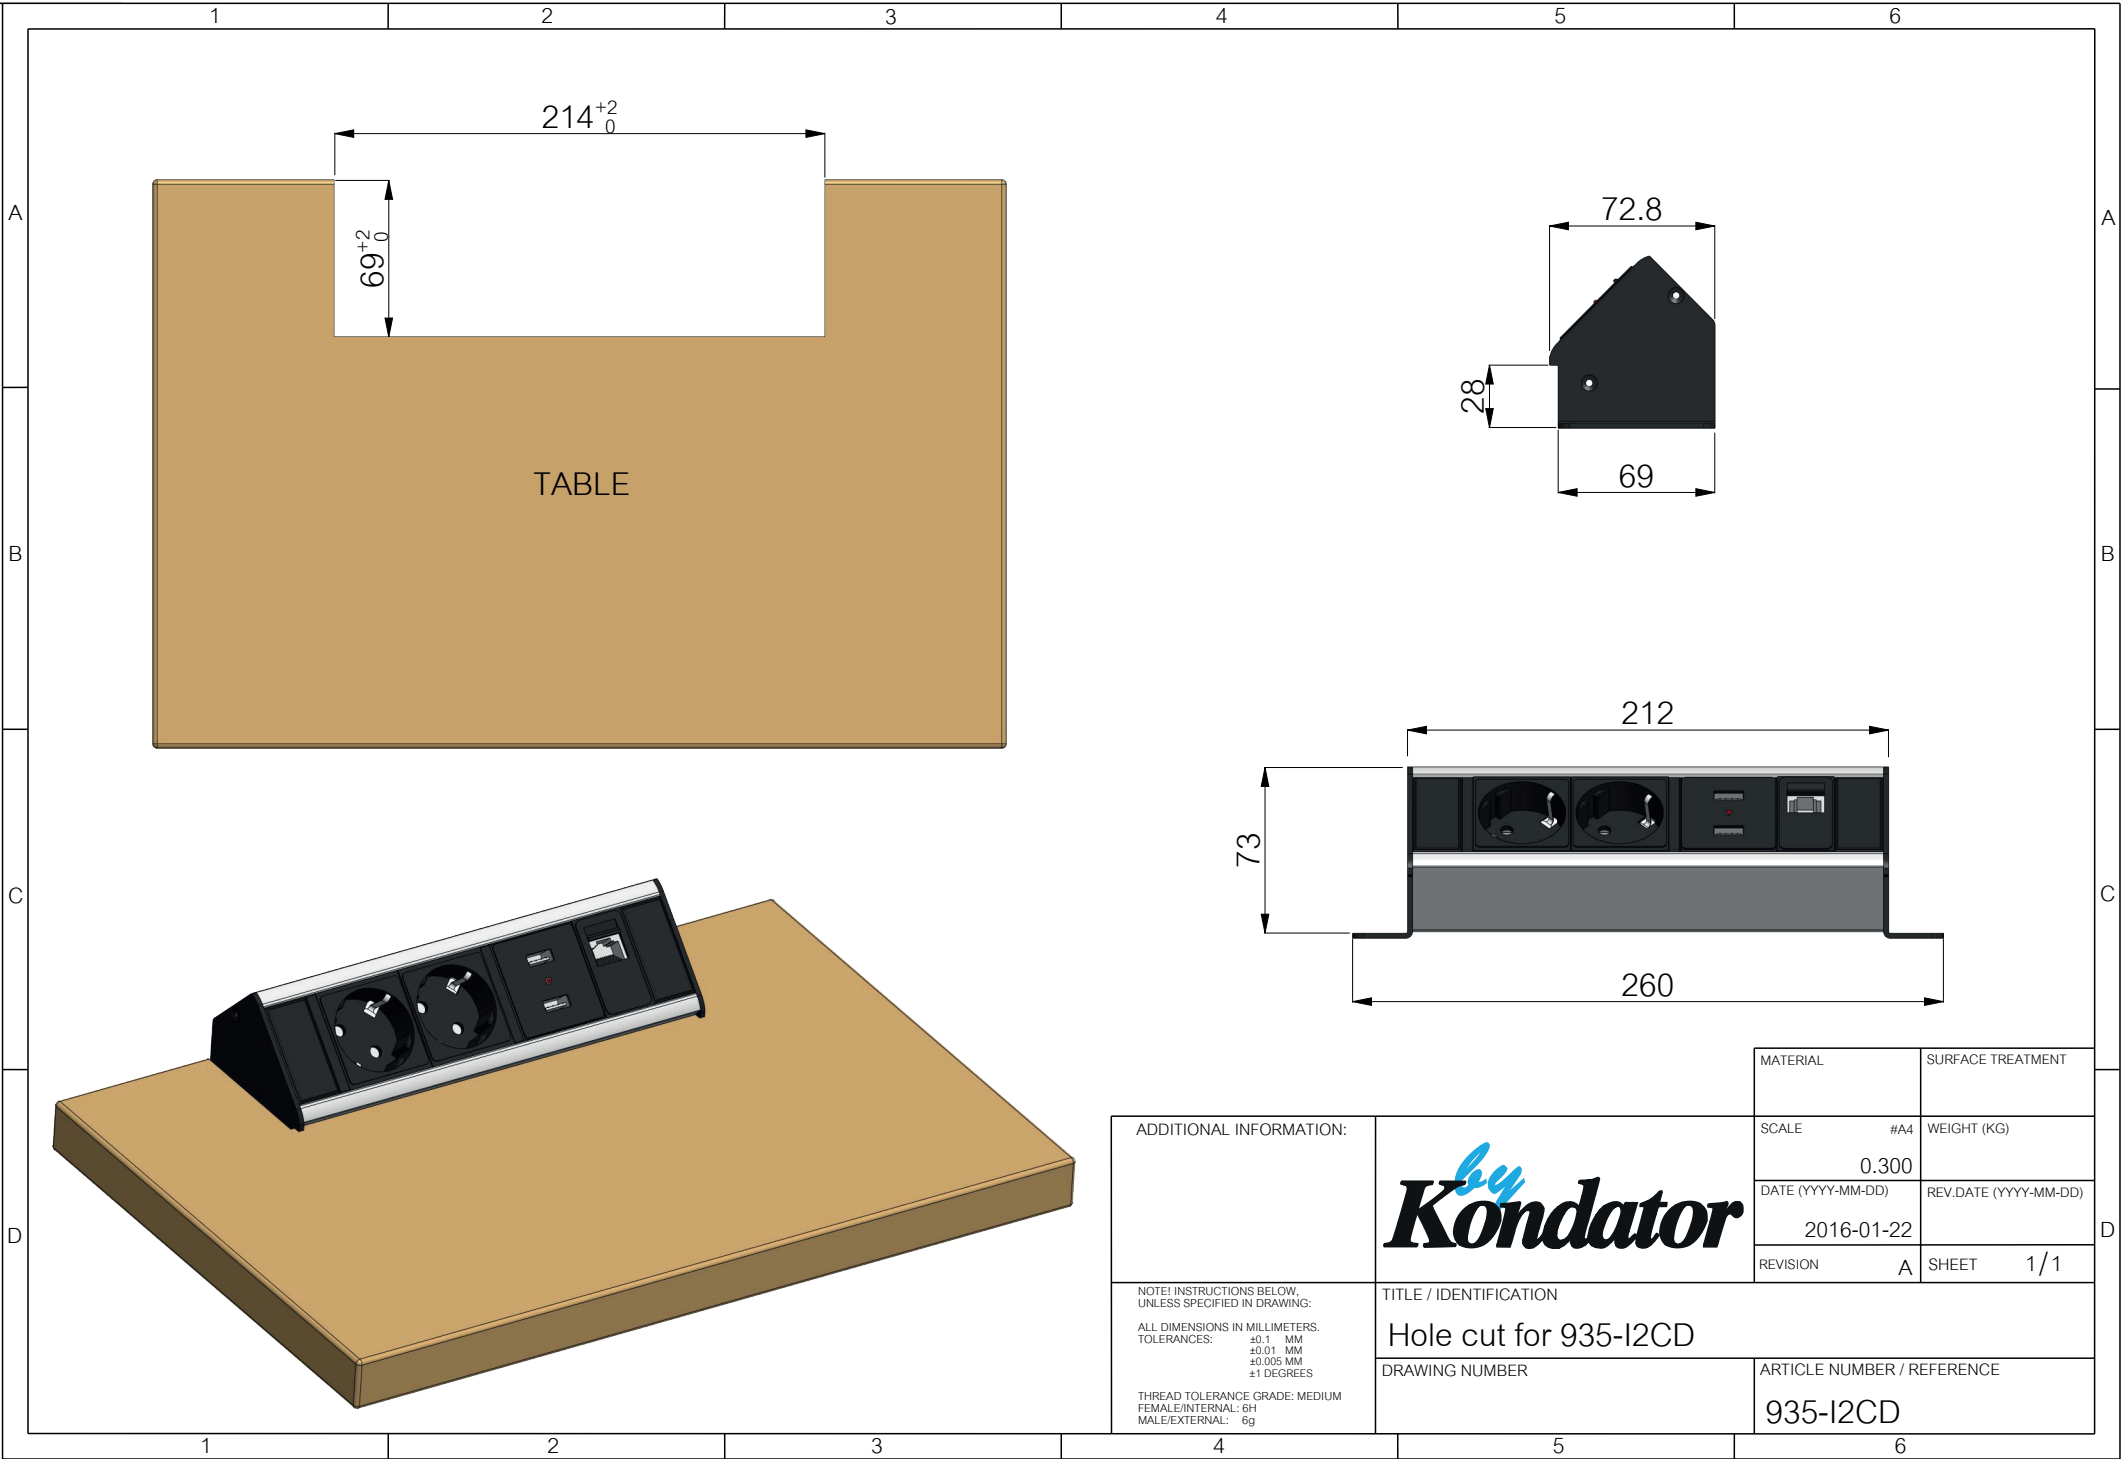 1 2 3 4 5 6
214 +2 0
69 +2 0
72.8
A A
28
69
TABLE
B B
212
73
260
C C
MATERIAL
SURFACE TREATMENT
ADDITIONAL INFORMATION:
by
Kondator
SCALE #A4
0.300
WEIGHT (KG)
DATE (YYYY-MM-DD)
2016-01-22
REV.DATE (YYYY-MM-DD)
REVISION A
SHEET 1/1
D D
NOTE! INSTRUCTIONS BELOW,
UNLESS SPECIFIED IN DRAWING:
ALL DIMENSIONS IN MILLIMETERS.
TOLERANCES: ±0.1 MM
±0.01 MM
±0.005 MM
±1 DEGREES
THREAD TOLERANCE GRADE: MEDIUM
FEMALE/INTERNAL: 6H
MALE/EXTERNAL: 6g
TITLE / IDENTIFICATION
Hole cut for 935-I2CD
DRAWING NUMBER
ARTICLE NUMBER / REFERENCE
935-I2CD
1 2 3 4 5 6